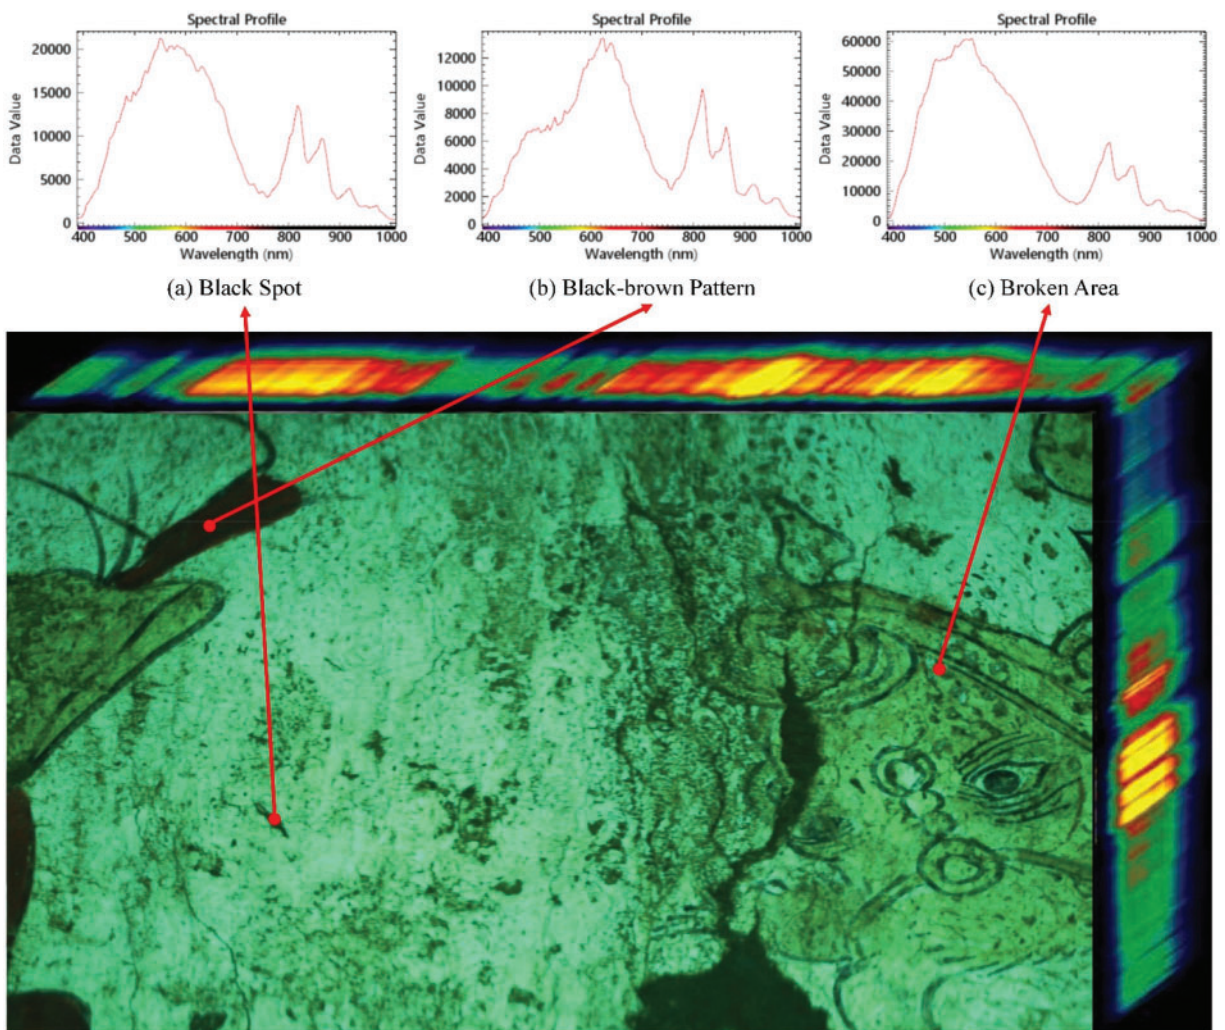 Spectral Profile
Data Value
20000
15000
10000
5000
0
400 500 600 700 800 900 1000
Wavelength (nm)
(a) Black Spot
Spectral Profile
Data Value
12000
10000
8000
6000
4000
2000
0
400 500 600 700 800 900 1000
Wavelength (nm)
(b) Black-brown Pattern
Spectral Profile
Data Value
60000
50000
40000
30000
20000
10000
0
400 500 600 700 800 900 1000
Wavelength (nm)
(c) Broken Area